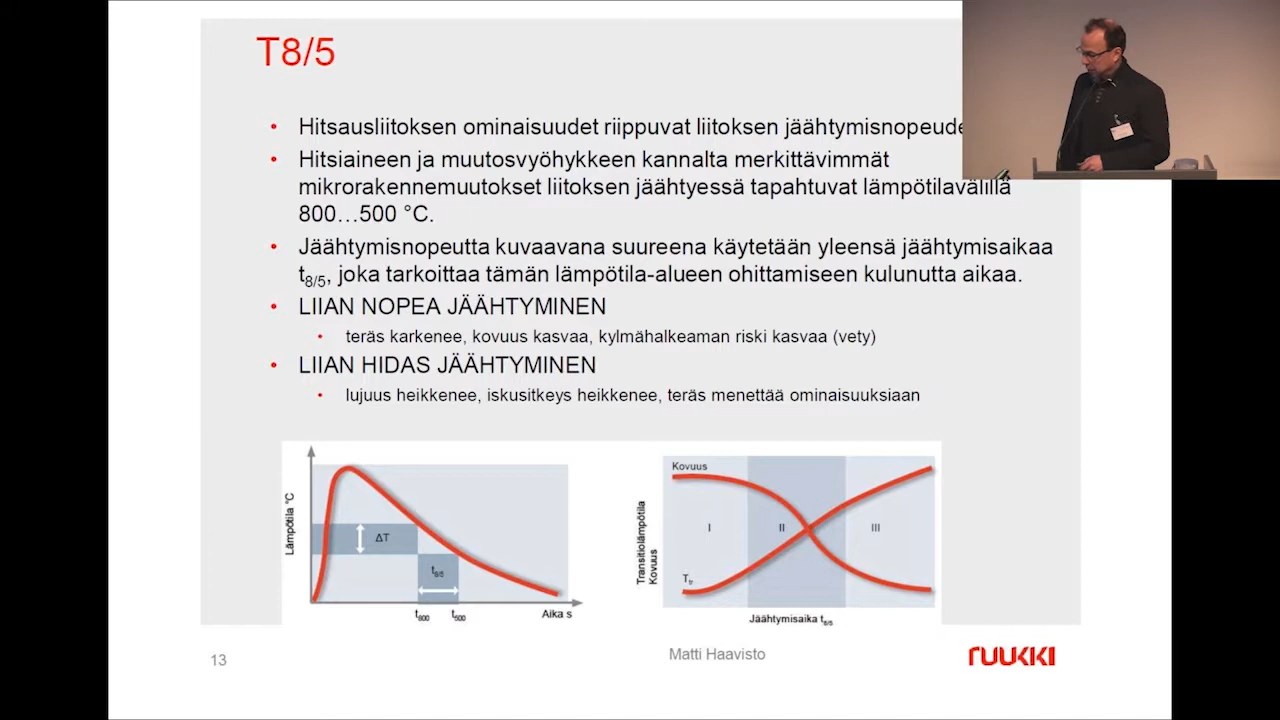 T8/5
• Hitsausliitoksen ominaisuudet riippuvat liitoksen
• Hitsiaineen ja muutosvyöhykkeen kannalta merkittävimmät
mikrorakennemuutokset liitoksen jäähtyessä tapahtuvat lämpötilavälillä
800…500 °C.
• Jäähtymisnopeutta kuvaavana suureena käytetään yleensä jäähtymisaikaa
t8/5, joka tarkoittaa tämän lämpötila-alueen ohittamiseen kulunutta aikaa.
• LIIAN NOPEA JÄÄHTYMINEN
• teräs karkenee, kovuus kasvaa, kylmähalkeaman riski kasvaa (vety)
• LIIAN HIDAS JÄÄHTYMINEN
• lujuus heikkenee, iskusitkeys heikkenee, teräs menettää ominaisuuksiaan
Lämpötila °C
ΔT
t8/5
t800 t500 Aika s
Transitiolämpötila
Kovuus
Kovuus
I II III
Ttr
Jäähtymisaika t8/5
13
Matti Haavisto
RUUKKI